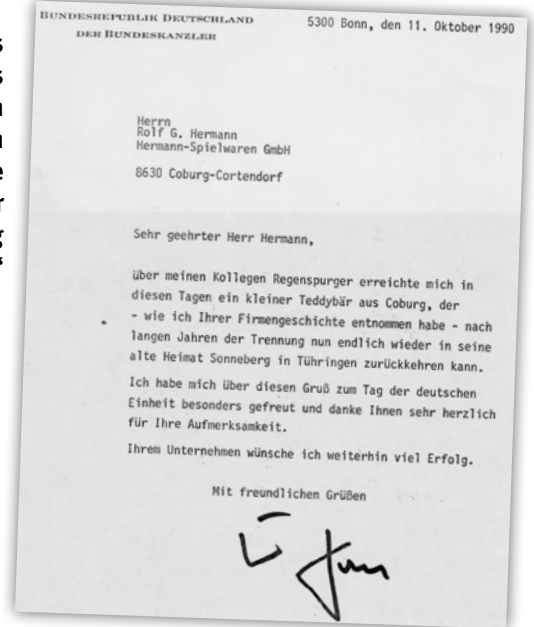 BUNDESREPUBLIK DEUTSCHLAND
DER BUNDESKANZLER
5300 Bonn, den 11. Oktober 1990
Herrn
Rolf G. Hermann
Hermann-Spielwaren GmbH
8630 Coburg-Cortendorf
Sehr geehrter Herr Hermann,
über meinen Kollegen Regenspurger erreichte mich in
diesen Tagen ein kleiner Teddybär aus Coburg, der
- wie ich Ihrer Firmengeschichte entnommen habe - nach
langen Jahren der Trennung nun endlich wieder in seine
alte Heimat Sonneberg in Tühringen zurückkehren kann.
Ich habe mich über diesen Gruß zum Tag der deutschen
Einheit besonders gefreut und danke Ihnen sehr herzlich
für Ihre Aufmerksamkeit.
Ihrem Unternehmen wünsche ich weiterhin viel Erfolg.
Mit freundlichen Grüßen